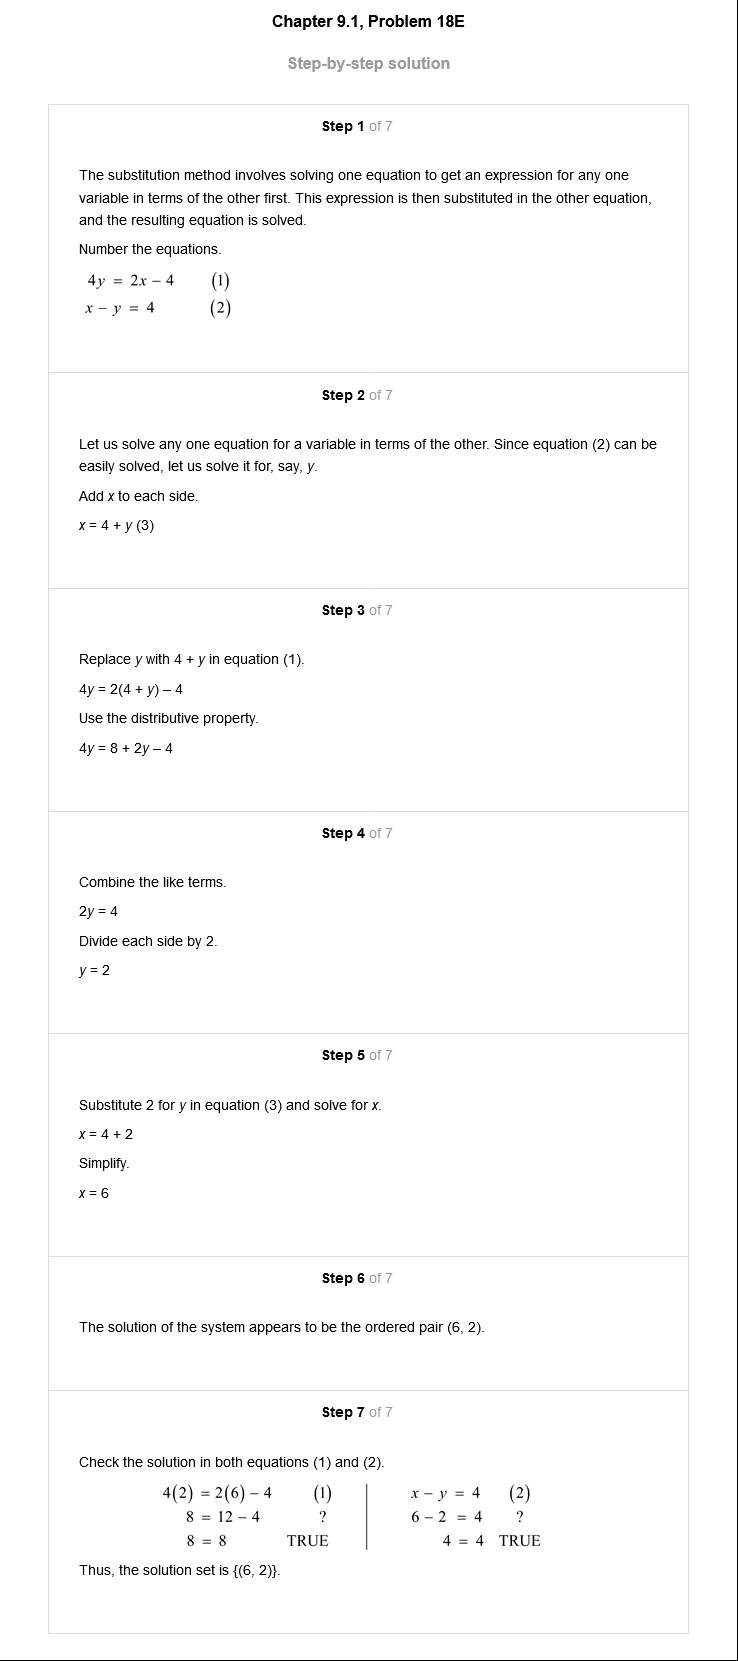 Chapter 9.1, Problem 18E
Step-by-step solution
Step 1 of 7
The substitution method involves solving one equation to get an expression for any one
variable in terms of the other first. This expression is then substituted in the other equation,
and the resulting equation is solved.
Number the equations.
4y = 2x – 4 (1)
x – y = 4 (2)
Step 2 of 7
Let us solve any one equation for a variable in terms of the other. Since equation (2) can be
easily solved, let us solve it for, say, y.
Add x to each side.
x = 4 + y (3)
Step 3 of 7
Replace y with 4 + y in equation (1).
4y = 2(4 + y) – 4
Use the distributive property.
4y = 8 + 2y – 4
Step 4 of 7
Combine the like terms.
2y = 4
Divide each side by 2.
y = 2
Step 5 of 7
Substitute 2 for y in equation (3) and solve for x.
x = 4 + 2
Simplify.
x = 6
Step 6 of 7
The solution of the system appears to be the ordered pair (6, 2).
Step 7 of 7
Check the solution in both equations (1) and (2).
4(2) = 2(6) – 4 (1) x – y = 4 (2)
8 = 12 – 4 ? 6 – 2 = 4 ?
8 = 8 TRUE 4 = 4 TRUE
Thus, the solution set is {(6, 2)}.